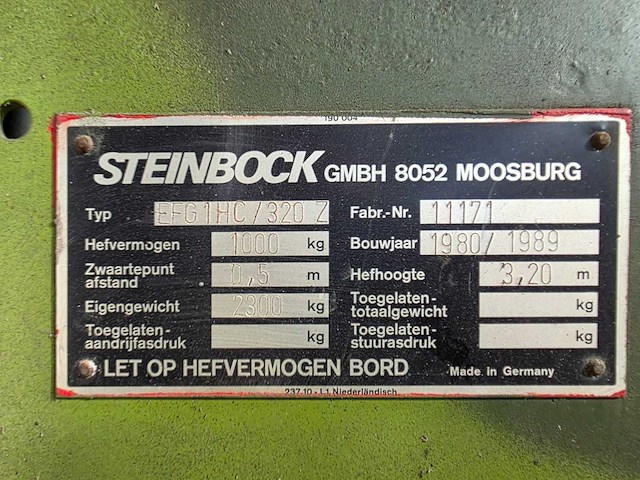 190 004
STEINBOCK GMBH 8052 MOOSBURG
Typ EFG1HC/320 Z Fabr.-Nr. 11171
Hefvermogen 1000 kg Bouwjaar 1980/ 1989
Zwaartepunt afstand 0,5 m Hefhoogte 3,20 m
Eigengewicht 2300 kg Toegelaten-totaalgewicht kg
Toegelaten-aandrijfasdruk kg Toegelaten-stuurasdruk kg
LET OP HEFVERMOGEN BORD Made in Germany
237.10-L1 Niederländisch